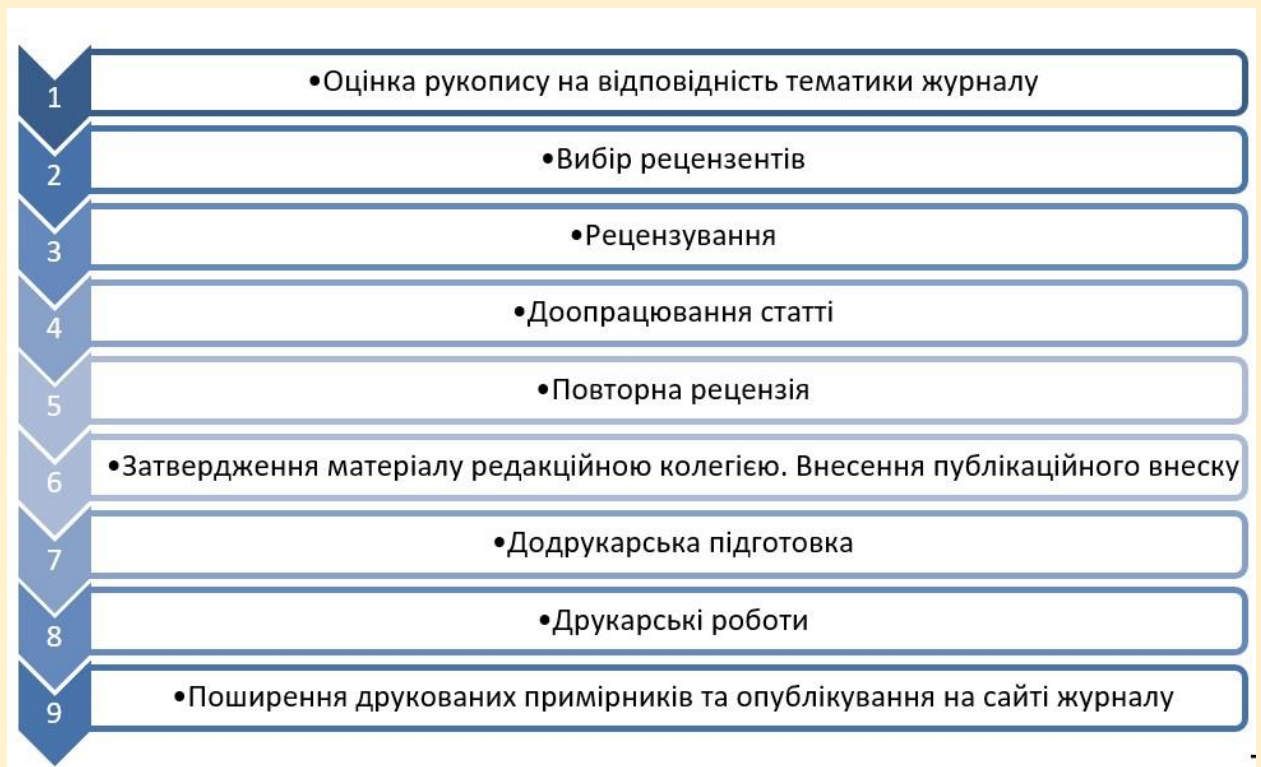 1
•Оцінка рукопису на відповідність тематики журналу
2
•Вибір рецензентів
3
•Рецензування
4
•Доопрацювання статті
5
•Повторна рецензія
6
•Затвердження матеріалу редакційною колегією. Внесення публікаційного внеску
7
•Додрукарська підготовка
8
•Друкарські роботи
9
•Поширення друкованих примірників та опублікування на сайті журналу